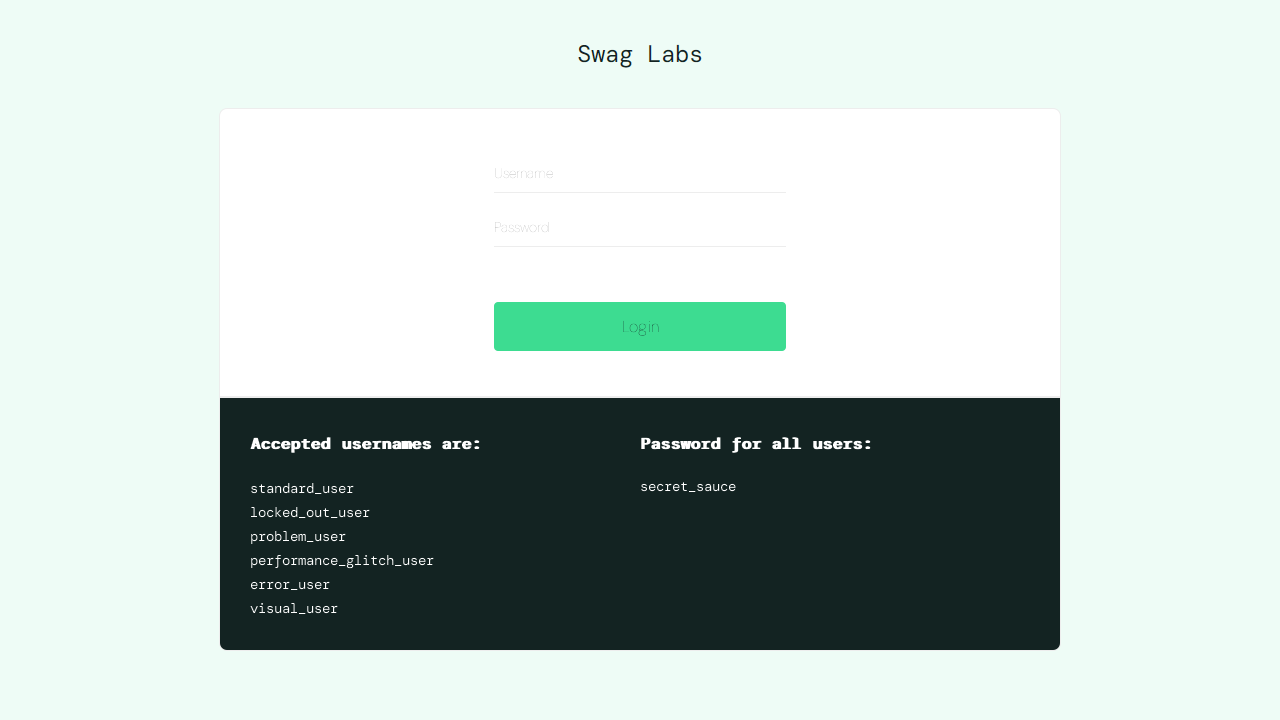 Swag Labs
Username
Password
Login
Accepted usernames are:
standard_user
locked_out_user
problem_user
performance_glitch_user
error_user
visual_user
Password for all users:
secret_sauce